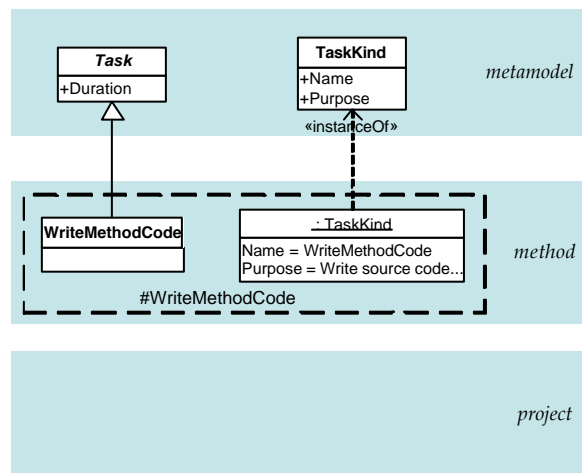 Task
+Duration
TaskKind
+Name
+Purpose
metamodel
«instanceOf»
WriteMethodCode
: TaskKind
Name = WriteMethodCode
Purpose = Write source code...
method
#WriteMethodCode
project